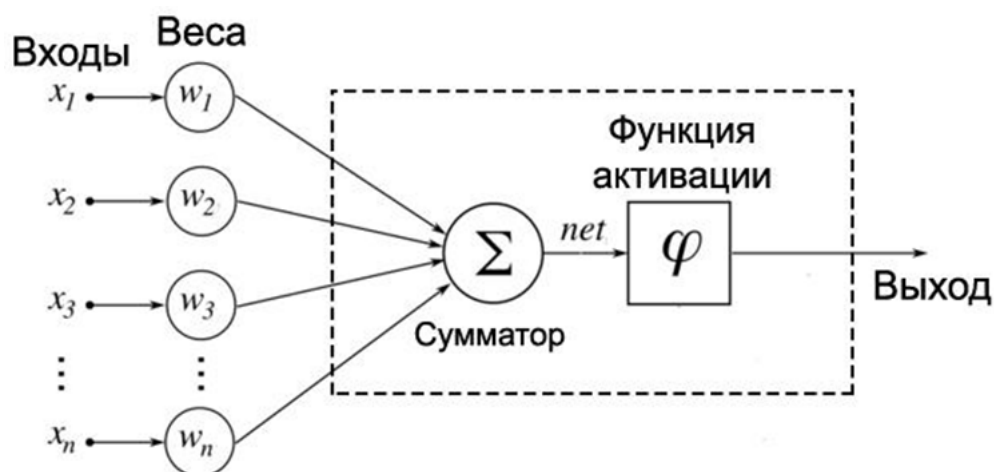 Веса
Входы
x₁ w₁
Функция
активации
x₂ w₂
net
Σ φ
Выход
x₃ w₃
Сумматор
⋮ ⋮
xₙ wₙ